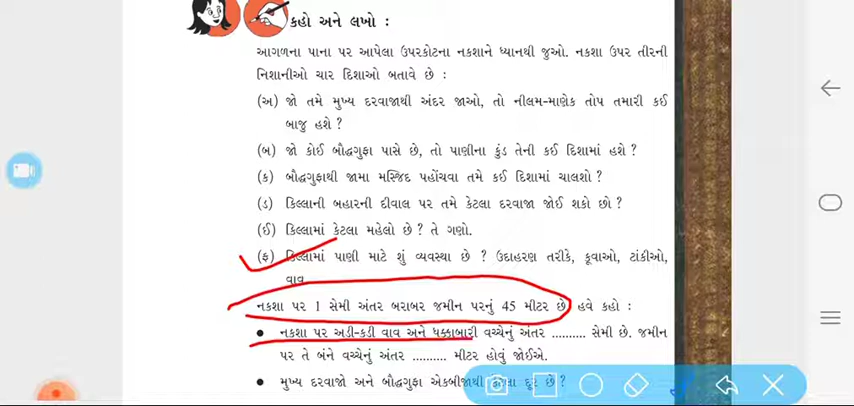 કહો અને લખો :
આગળના પાના પર આપેલા ઉપરકોટના નકશાને ધ્યાનથી જુઓ. નકશા ઉપર તીરની
નિશાનીઓ ચાર દિશાઓ બતાવે છે :
(અ) જો તમે મુખ્ય દરવાજાથી અંદર જાઓ, તો નીલમ-માણેક તોપ તમારી કઈ
બાજુ હશે ?
(બ) જો કોઈ બૌદ્ધગુફા પાસે છે, તો પાણીના કુંડ તેની કઈ દિશામાં હશે ?
(ક) બૌદ્ધગુફાથી જામા મસ્જિદ પહોંચવા તમે કઈ દિશામાં ચાલશો ?
(ડ) કિલ્લાની બહારની દીવાલ પર તમે કેટલા દરવાજા જોઈ શકો છો ?
(ઈ) કિલ્લામાં કેટલા મહેલો છે ? તે ગણો.
(ફ) કિલ્લામાં પાણી માટે શું વ્યવસ્થા છે ? ઉદાહરણ તરીકે, કૂવાઓ, ટાંકીઓ,
વાવ
નકશા પર 1 સેમી અંતર બરાબર જમીન પરનું 45 મીટર છે હવે કહો :
● નકશા પર અડી-કડી વાવ અને ધક્કાબારી વચ્ચેનું અંતર .......... સેમી છે. જમીન
પર તે બંને વચ્ચેનું અંતર .......... મીટર હોવું જોઈએ.
● મુખ્ય દરવાજો અને બૌદ્ધગુફા એકબીજાથી કેટલા દૂર છે ?